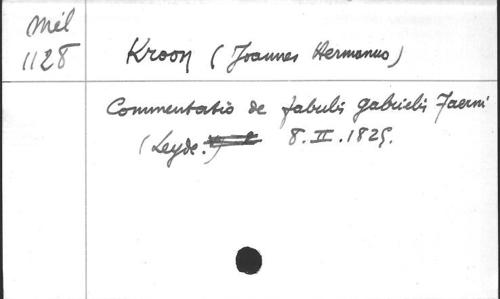 Mél
1128
Kroon (Joannes Hermanus)
Commentatio de fabulis Gabrielis Faerni
(Leyde.) 8. II. 1825.